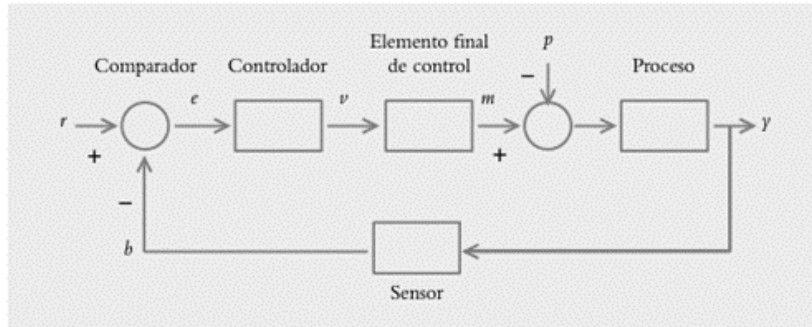 Elemento final
de control
p
Comparador
Controlador
Proceso
−
e
v
m
r
γ
+
+
−
b
Sensor